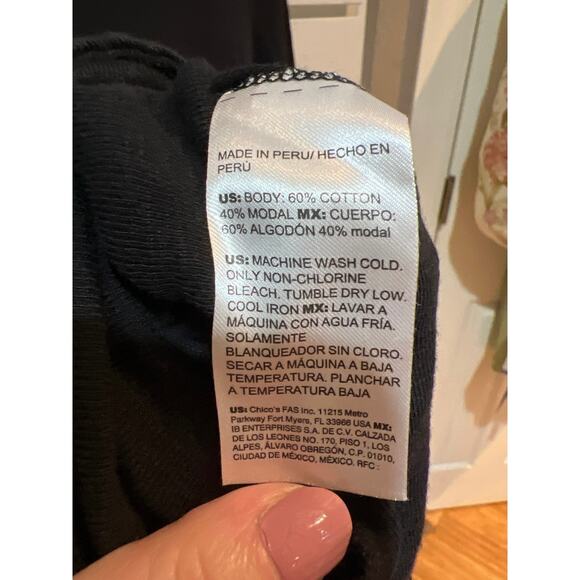 MADE IN PERU/ HECHO EN
PERÚ
US: BODY: 60% COTTON
40% MODAL MX: CUERPO:
60% ALGODÓN 40% modal
US: MACHINE WASH COLD.
ONLY NON-CHLORINE
BLEACH. TUMBLE DRY LOW.
COOL IRON MX: LAVAR A
MÁQUINA CON AGUA FRÍA.
SOLAMENTE
BLANQUEADOR SIN CLORO.
SECAR A MÁQUINA A BAJA
TEMPERATURA. PLANCHAR
A TEMPERATURA BAJA
US: Chico's FAS Inc. 11215 Metro
Parkway Fort Myers, FL 33966 USA MX:
IB ENTERPRISES S.A. DE C.V. CALZADA
DE LOS LEONES NO. 170, PISO 1, LOS
ALPES, ÁLVARO OBREGÓN, C.P. 01010,
CIUDAD DE MÉXICO, MÉXICO. RFC :